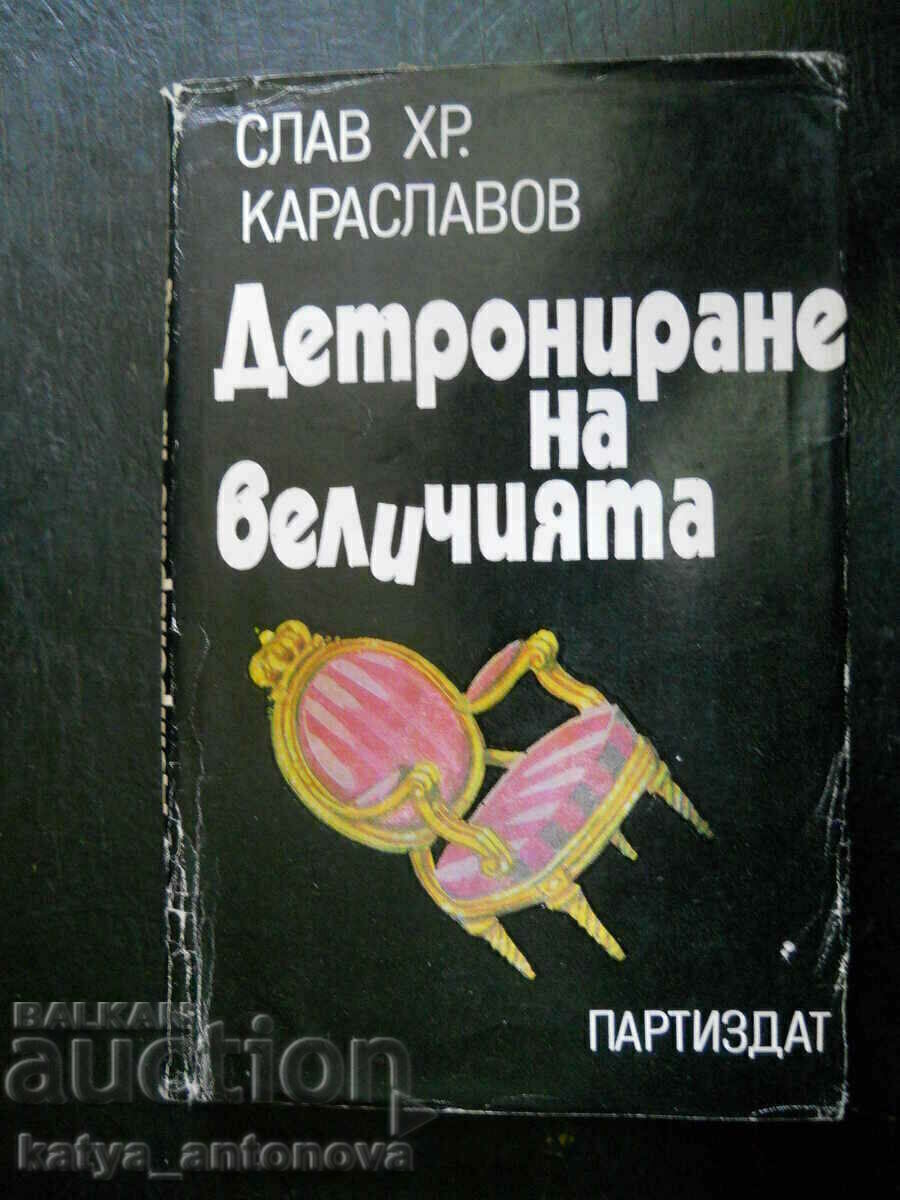 СЛАВ ХР.
КАРАСЛАВОВ
Детрониране
на
величията
ПАРТИЗДАТ
BALKAN
auction
katya_antonova